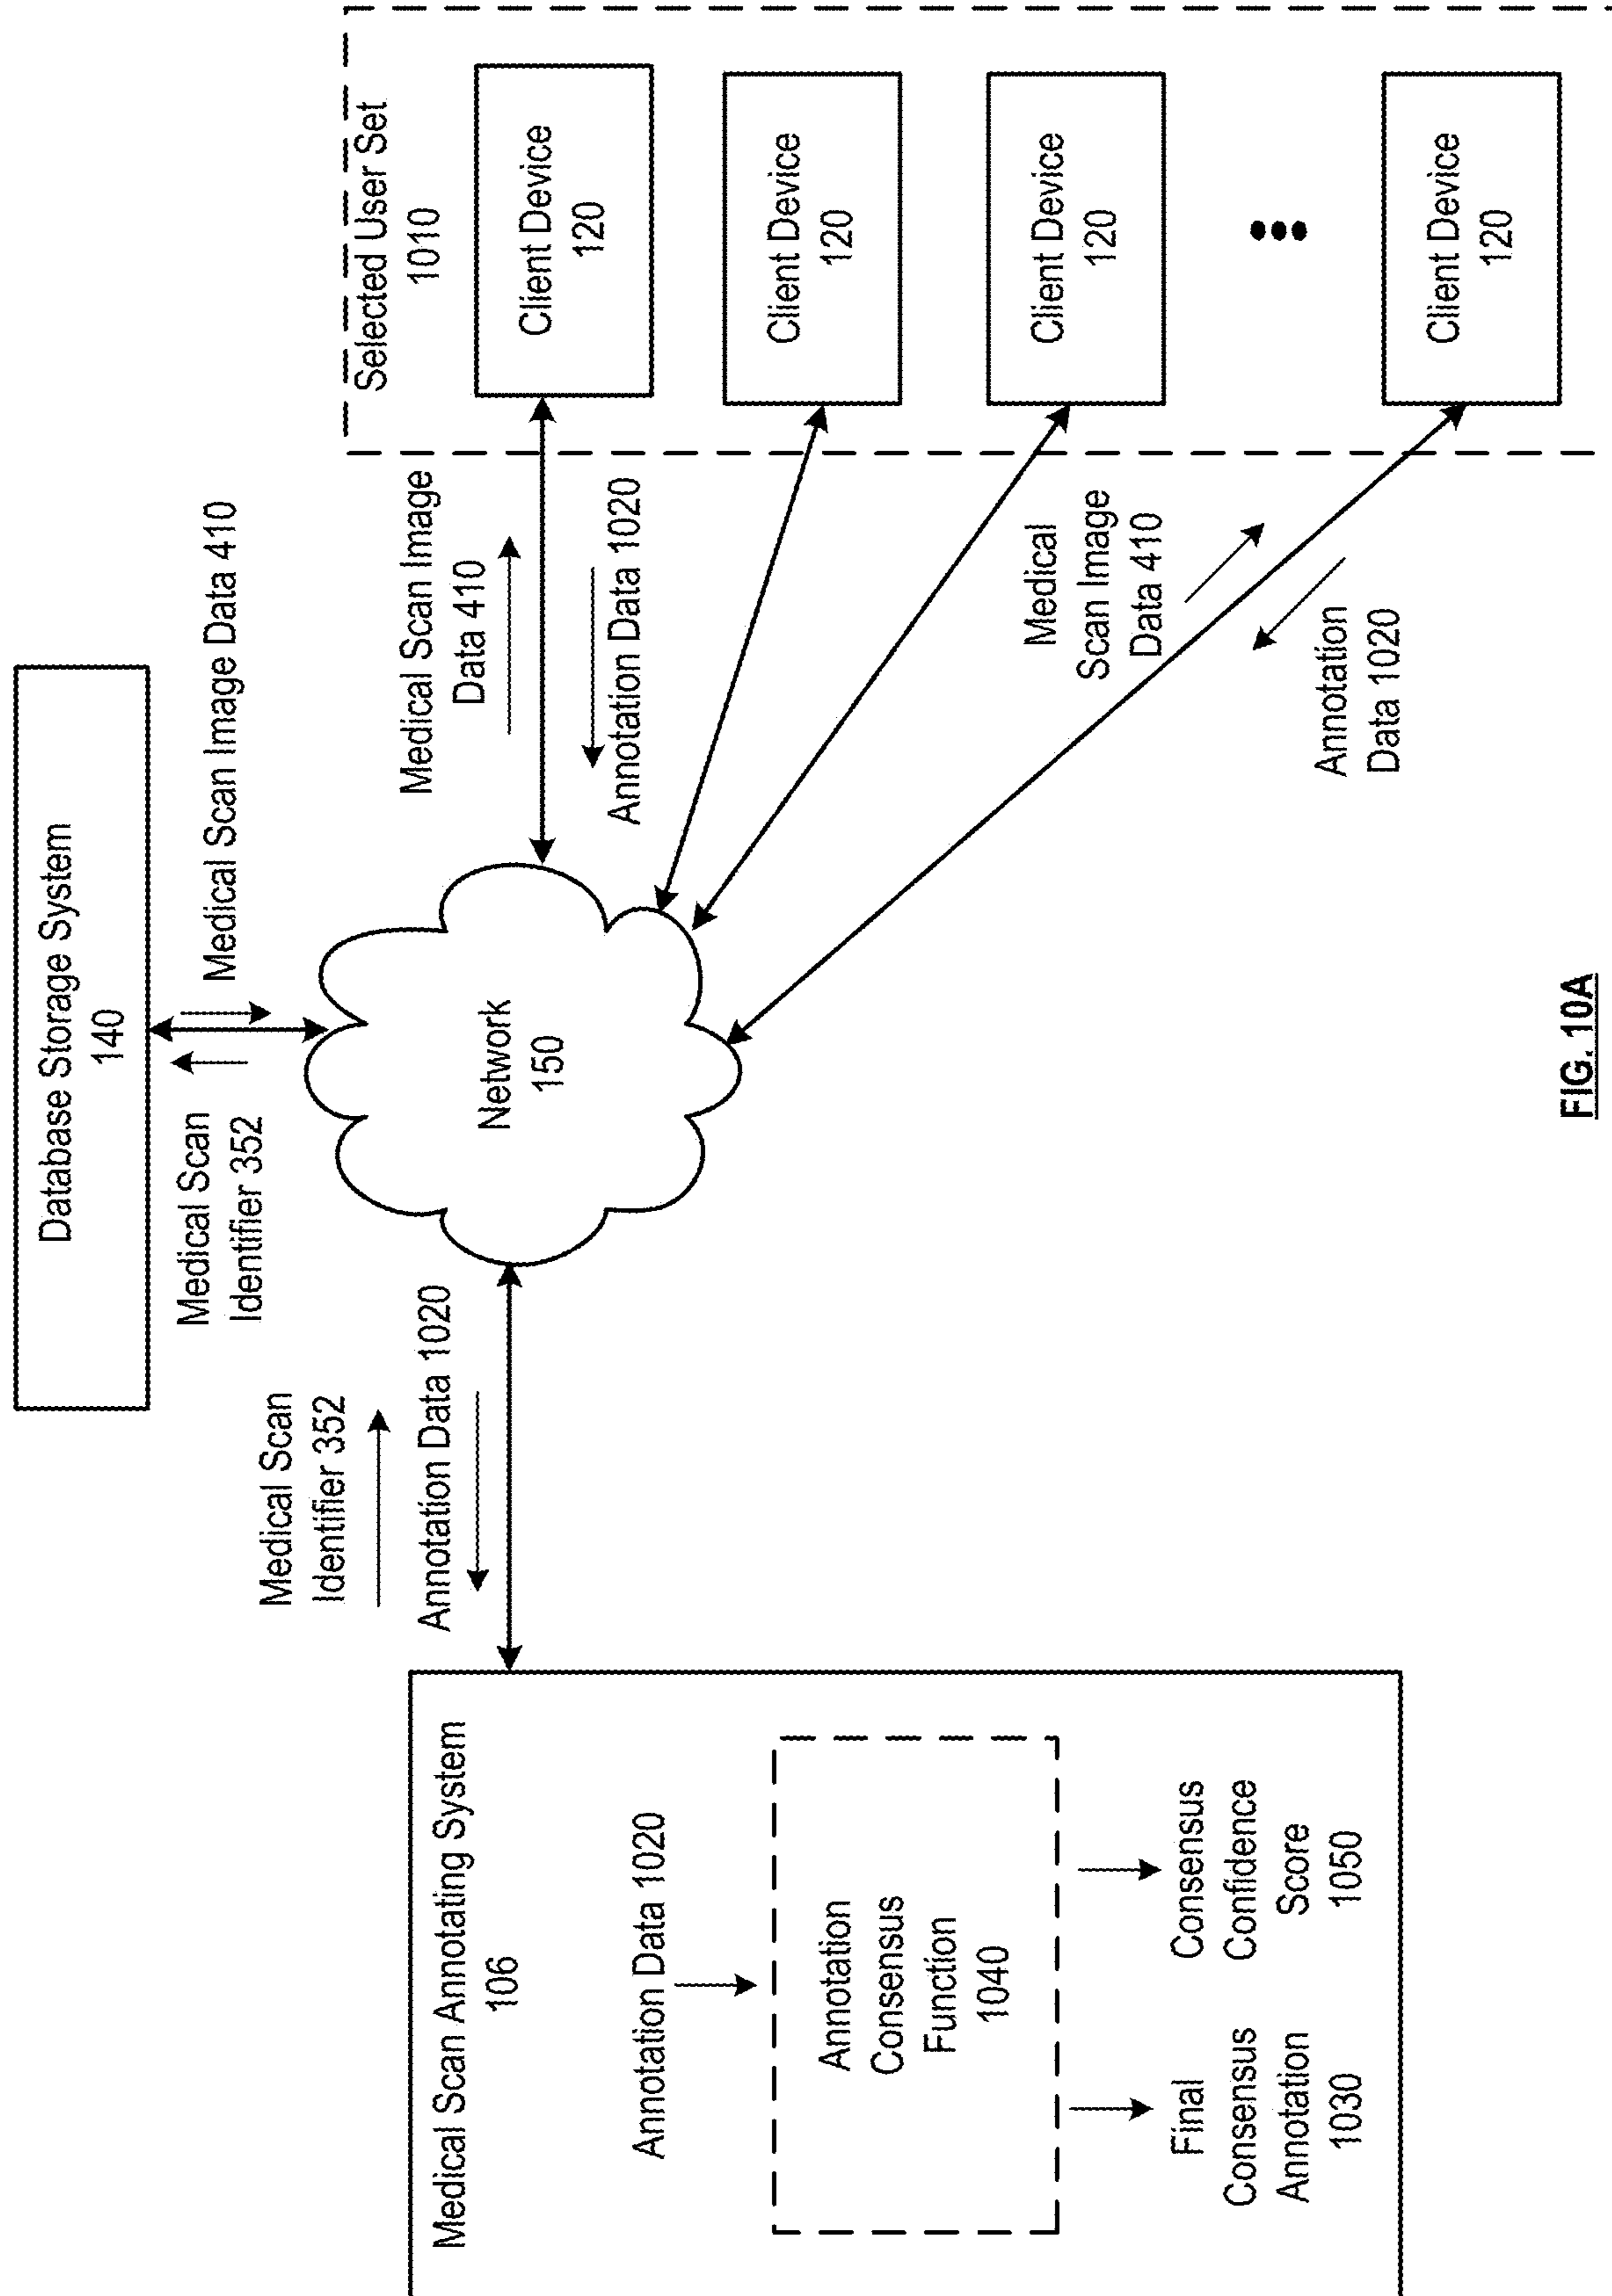 Database Storage System
140
Medical Scan
Identifier 352
Medical Scan Image Data 410
Medical Scan
Identifier 352
Annotation Data 1020
Network
150
Medical Scan Image
Data 410
Annotation Data 1020
Medical
Scan Image
Data 410
Annotation
Data 1020
Selected User Set
1010
Client Device
120
Client Device
120
Client Device
120
Client Device
120
Medical Scan Annotating System
106
Annotation Data 1020
Annotation
Consensus
Function
1040
Final
Consensus
Annotation
1030
Consensus
Confidence
Score
1050
FIG. 10A